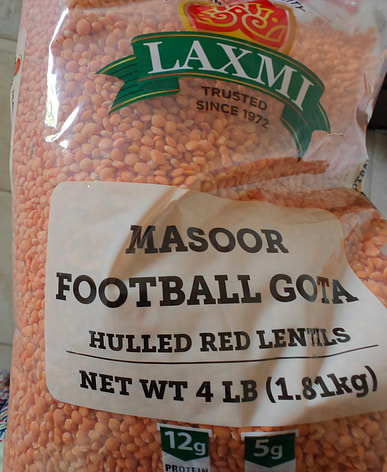 LAXMI
TRUSTED
SINCE 1972
MASOOR
FOOTBALL GOTA
HULLED RED LENTILS
NET WT 4 LB (1.81kg)
12g 5g
PROTEIN